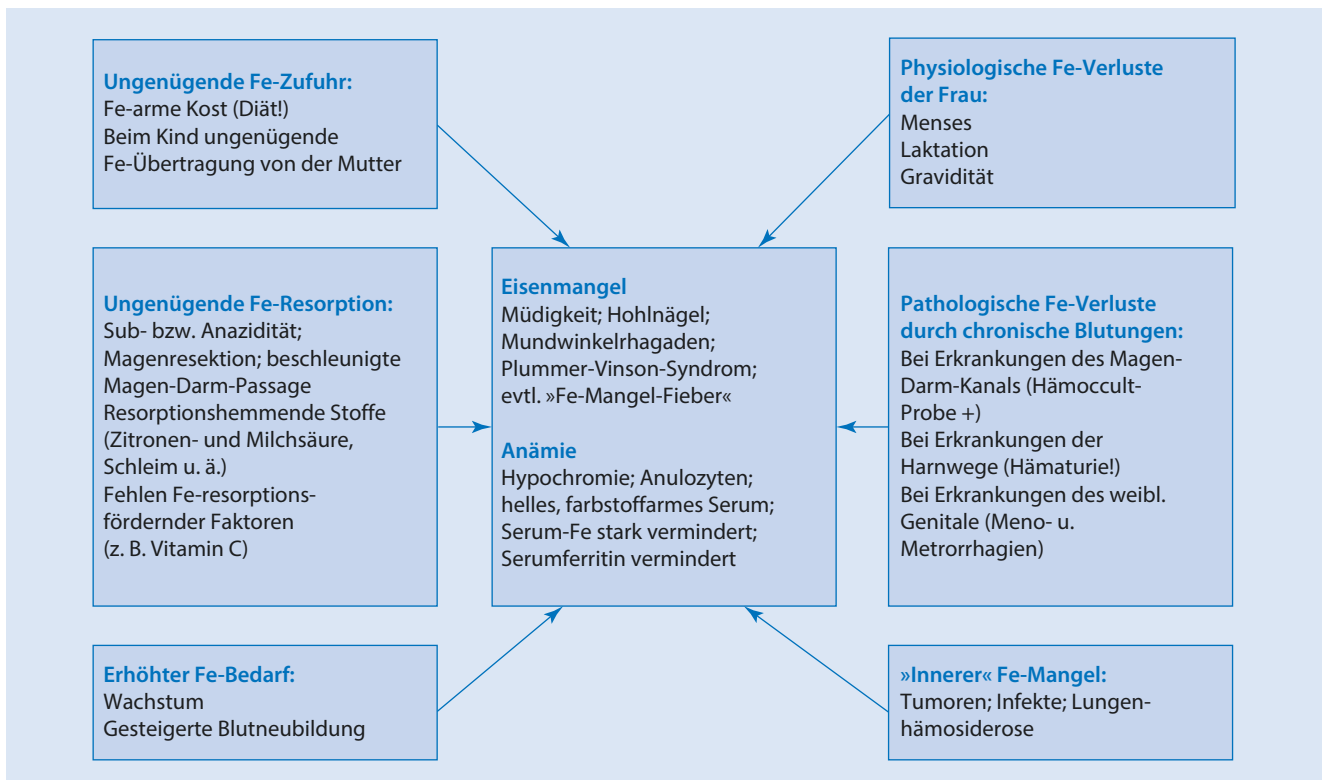 Ungenügende Fe-Zufuhr:
Fe-arme Kost (Diät!)
Beim Kind ungenügende
Fe-Übertragung von der Mutter
Physiologische Fe-Verluste
der Frau:
Menses
Laktation
Gravidität
Ungenügende Fe-Resorption:
Sub- bzw. Anazidität;
Magenresektion; beschleunigte
Magen-Darm-Passage
Resorptionshemmende Stoffe
(Zitronen- und Milchsäure,
Schleim u. ä.)
Fehlen Fe-resorptions-
fördernder Faktoren
(z. B. Vitamin C)
Eisenmangel
Müdigkeit; Hohlnägel;
Mundwinkelrhagaden;
Plummer-Vinson-Syndrom;
evtl. »Fe-Mangel-Fieber«
Anämie
Hypochromie; Anulozyten;
helles, farbstoffarmes Serum;
Serum-Fe stark vermindert;
Serumferritin vermindert
Pathologische Fe-Verluste
durch chronische Blutungen:
Bei Erkrankungen des Magen-
Darm-Kanals (Hämoccult-
Probe +)
Bei Erkrankungen der
Harnwege (Hämaturie!)
Bei Erkrankungen des weibl.
Genitale (Meno- u.
Metrorrhagien)
Erhöhter Fe-Bedarf:
Wachstum
Gesteigerte Blutneubildung
»Innerer« Fe-Mangel:
Tumoren; Infekte; Lungen-
hämosiderose